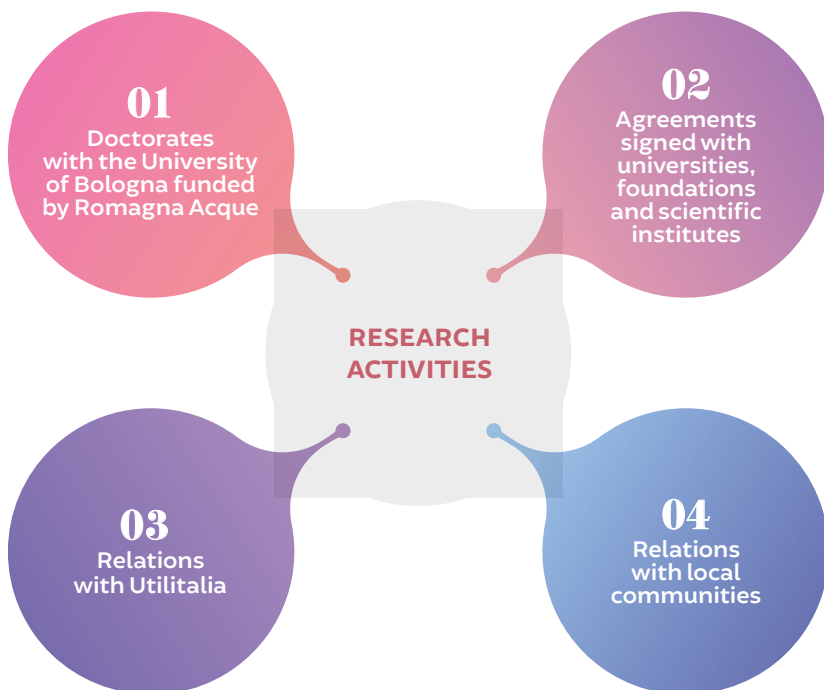 01
Doctorates
with the University
of Bologna funded
by Romagna Acque
02
Agreements
signed with
universities,
foundations
and scientific
institutes
RESEARCH
ACTIVITIES
03
Relations
with Utilitalia
04
Relations
with local
communities